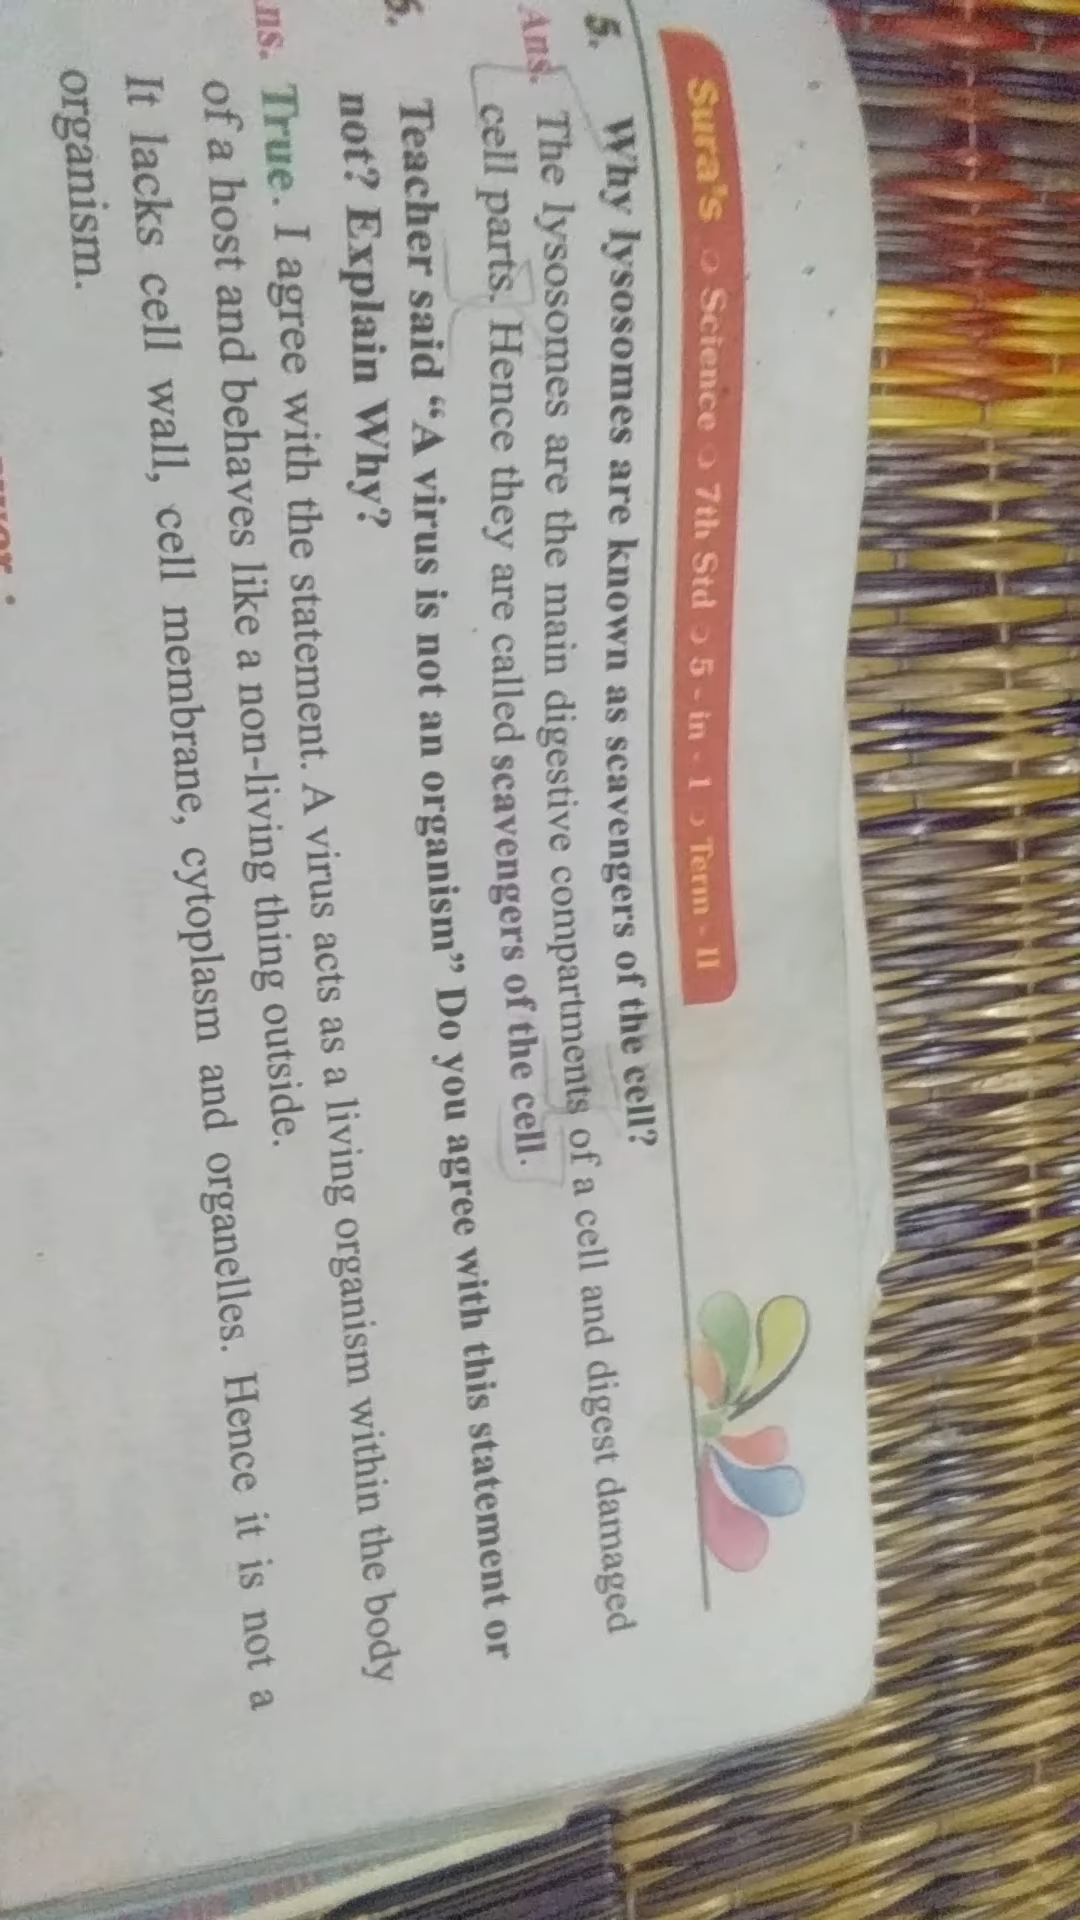 Sura's ❍ Science ❍ 7th Std ❍ 5 - in - 1 ❍ Term - II
5. Why lysosomes are known as scavengers of the cell?
Ans. The lysosomes are the main digestive compartments of a cell and digest damaged
cell parts. Hence they are called scavengers of the cell.
6. Teacher said “A virus is not an organism” Do you agree with this statement or
not? Explain Why?
ns. True. I agree with the statement. A virus acts as a living organism within the body
of a host and behaves like a non-living thing outside.
It lacks cell wall, cell membrane, cytoplasm and organelles. Hence it is not a
organism.